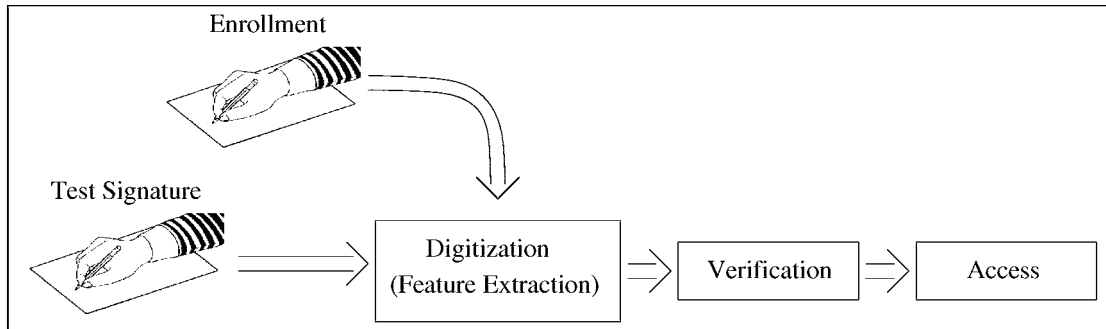 Enrollment
Test Signature
Digitization
(Feature Extraction)
Verification
Access